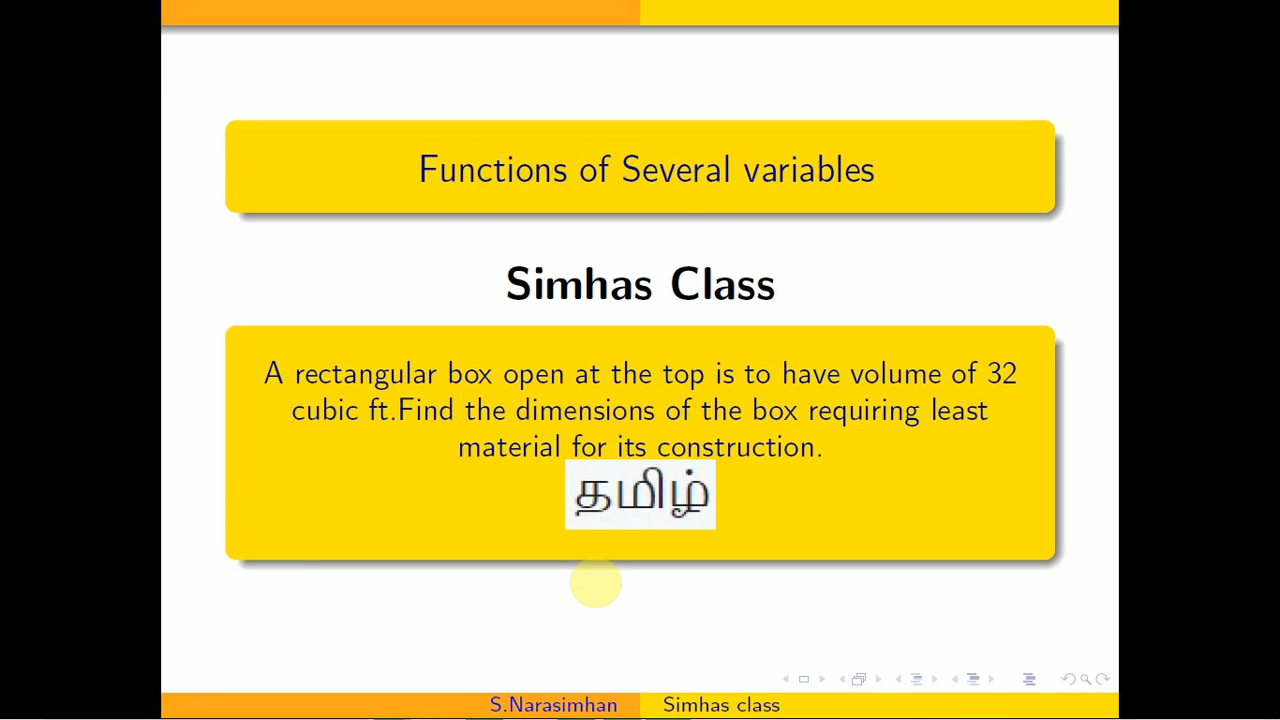 Functions of Several variables
Simhas Class
A rectangular box open at the top is to have volume of 32
cubic ft.Find the dimensions of the box requiring least
material for its construction.
தமிழ்
S.Narasimhan Simhas class